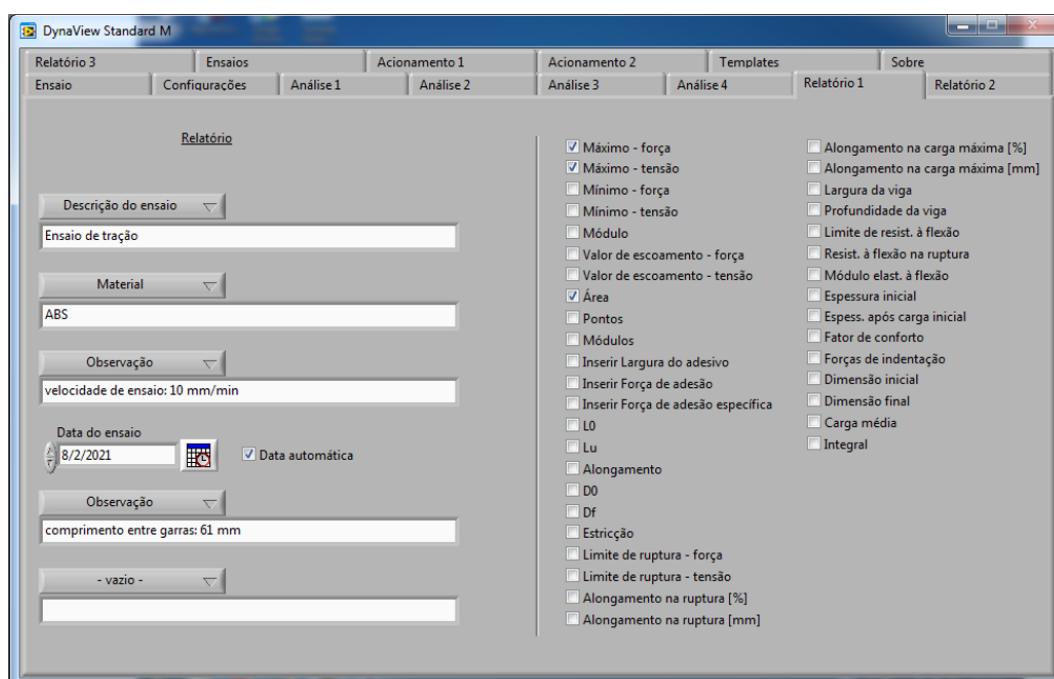 DynaView Standard M
Relatório 3
Ensaios
Acionamento 1
Acionamento 2
Templates
Sobre
Ensaio
Configurações
Análise 1
Análise 2
Análise 3
Análise 4
Relatório 1
Relatório 2
Relatório
Descrição do ensaio
Ensaio de tração
Material
ABS
Observação
velocidade de ensaio: 10 mm/min
Data do ensaio
8/2/2021
Data automática
Observação
comprimento entre garras: 61 mm
- vazio -
Máximo - força
Máximo - tensão
Mínimo - força
Mínimo - tensão
Módulo
Valor de escoamento - força
Valor de escoamento - tensão
Área
Pontos
Módulos
Inserir Largura do adesivo
Inserir Força de adesão
Inserir Força de adesão específica
L0
Lu
Alongamento
D0
Df
Estricção
Limite de ruptura - força
Limite de ruptura - tensão
Alongamento na ruptura [%]
Alongamento na ruptura [mm]
Alongamento na carga máxima [%]
Alongamento na carga máxima [mm]
Largura da viga
Profundidade da viga
Limite de resist. à flexão
Resist. à flexão na ruptura
Módulo elast. à flexão
Espessura inicial
Espess. após carga inicial
Fator de conforto
Forças de indentação
Dimensão inicial
Dimensão final
Carga média
Integral